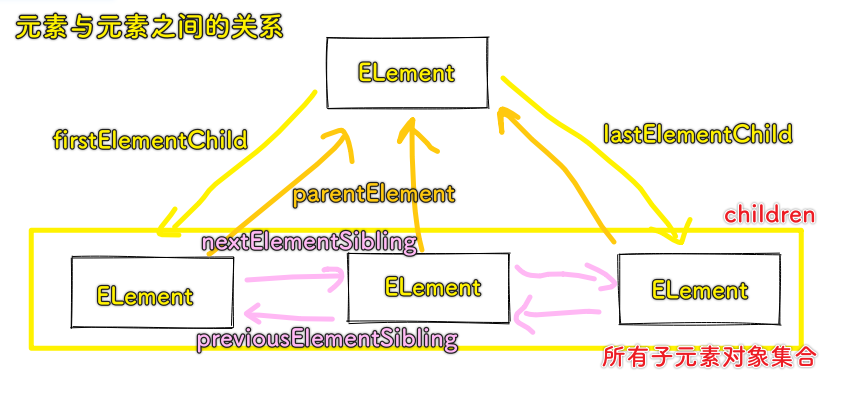 元素与元素之间的关系
ELement
firstElementChild
lastElementChild
parentElement
children
nextElementSibling
ELement
ELement
ELement
previousElementSibling
所有子元素对象集合